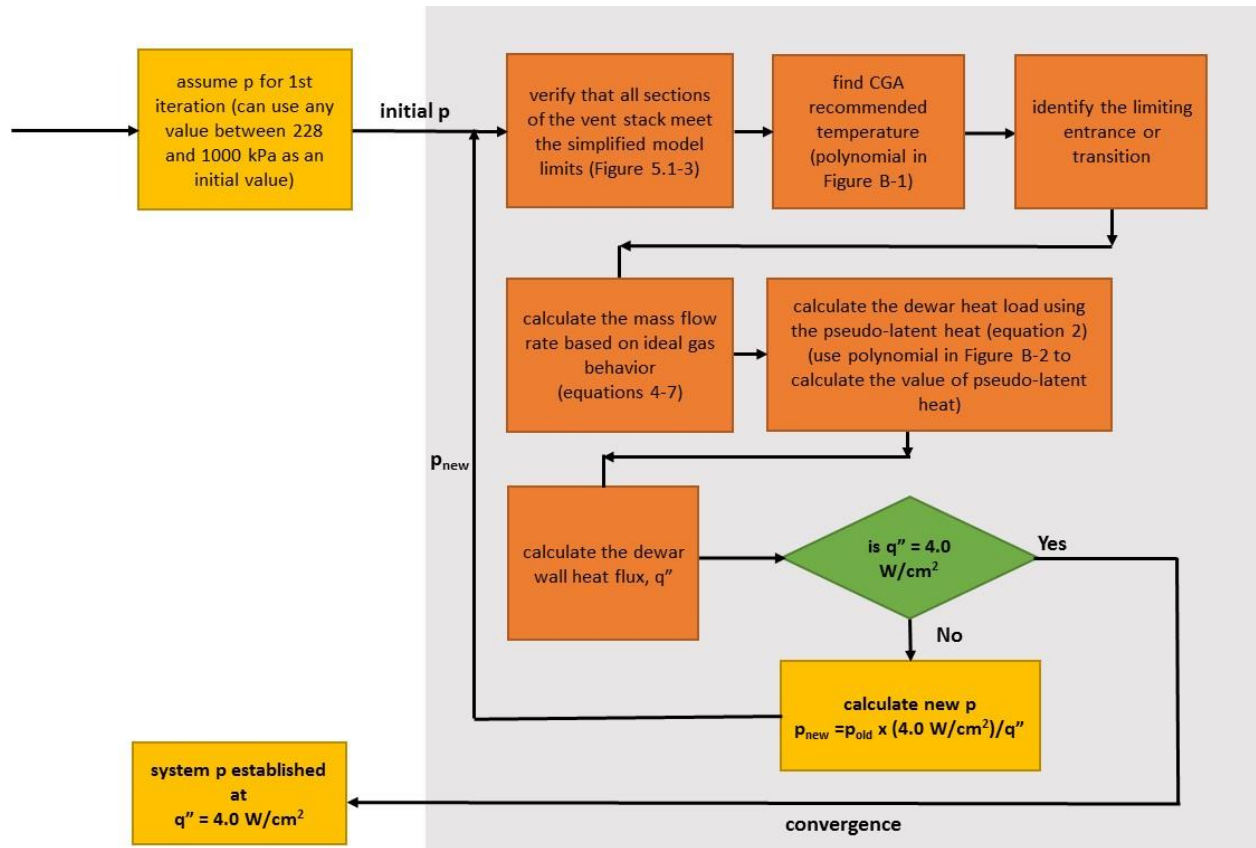 assume p for 1st
iteration (can use any
value between 228
and 1000 kPa as an
initial value)
initial p
verify that all sections
of the vent stack meet
the simplified model
limits (Figure 5.1-3)
find CGA
recommended
temperature
(polynomial in
Figure B-1)
identify the limiting
entrance or
transition
calculate the mass flow
rate based on ideal gas
behavior
(equations 4-7)
calculate the dewar heat load using
the pseudo-latent heat (equation 2)
(use polynomial in Figure B-2 to
calculate the value of pseudo-latent
heat)
pnew
calculate the dewar
wall heat flux, q”
is q” = 4.0
W/cm²
Yes
No
calculate new p
pnew =pold x (4.0 W/cm²)/q”
system p established
at
q” = 4.0 W/cm²
convergence